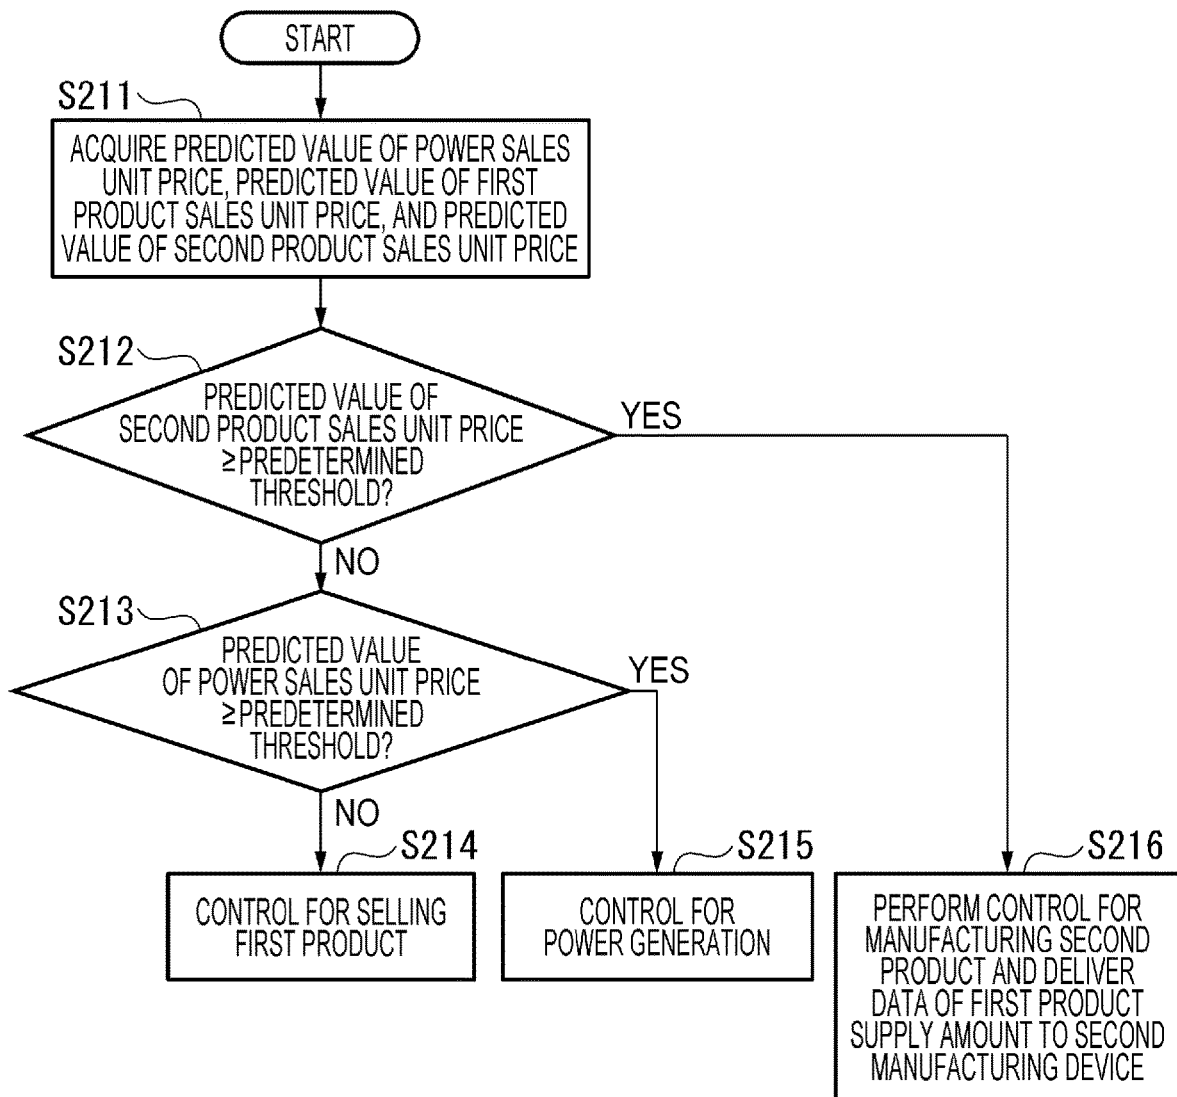 START
S211
ACQUIRE PREDICTED VALUE OF POWER SALES
UNIT PRICE, PREDICTED VALUE OF FIRST
PRODUCT SALES UNIT PRICE, AND PREDICTED
VALUE OF SECOND PRODUCT SALES UNIT PRICE
S212
PREDICTED VALUE OF
SECOND PRODUCT SALES UNIT PRICE
≥PREDETERMINED
THRESHOLD?
YES
NO
S213
PREDICTED VALUE
OF POWER SALES UNIT PRICE
≥PREDETERMINED
THRESHOLD?
YES
NO
S214
CONTROL FOR SELLING
FIRST PRODUCT
S215
CONTROL FOR
POWER GENERATION
S216
PERFORM CONTROL FOR
MANUFACTURING SECOND
PRODUCT AND DELIVER
DATA OF FIRST PRODUCT
SUPPLY AMOUNT TO SECOND
MANUFACTURING DEVICE